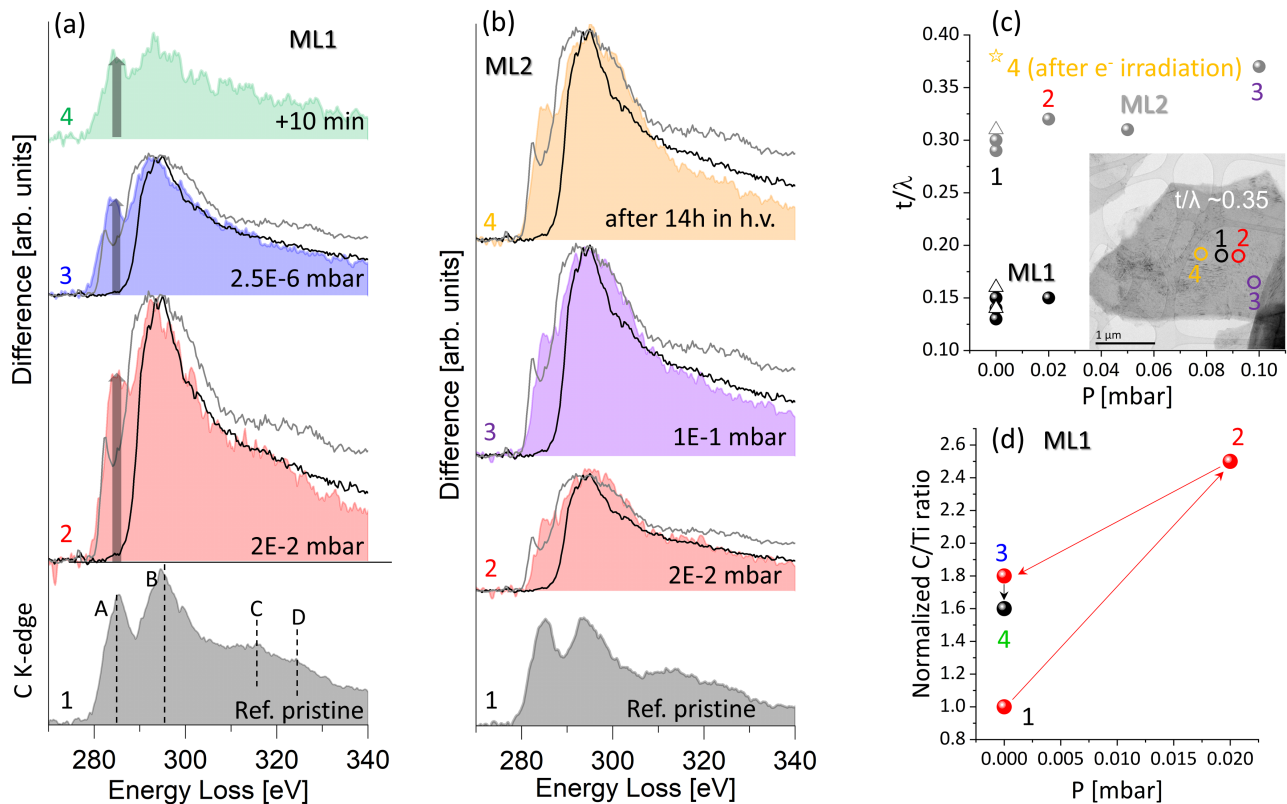 (a)
ML1
4
+10 min
3
2.5E-6 mbar
2
2E-2 mbar
A
B
C
D
1
Ref. pristine
Difference [arb. units]
C K-edge
280
300
320
340
Energy Loss [eV]
(b)
ML2
4
after 14h in h.v.
3
1E-1 mbar
2
2E-2 mbar
1
Ref. pristine
Difference [arb. units]
280
300
320
340
Energy Loss [eV]
(c)
0.40
0.35
0.30
0.25
0.20
0.15
0.10
t/λ
4 (after e⁻ irradiation)
2
3
ML2
1
ML1
t/λ ~0.35
1
2
4
3
1 μm
0.00
0.02
0.04
0.06
0.08
0.10
P [mbar]
(d)
ML1
2
2.6
2.4
2.2
2.0
1.8
1.6
1.4
1.2
1.0
Normalized C/Ti ratio
3
4
1
0.000
0.005
0.010
0.015
0.020
P [mbar]